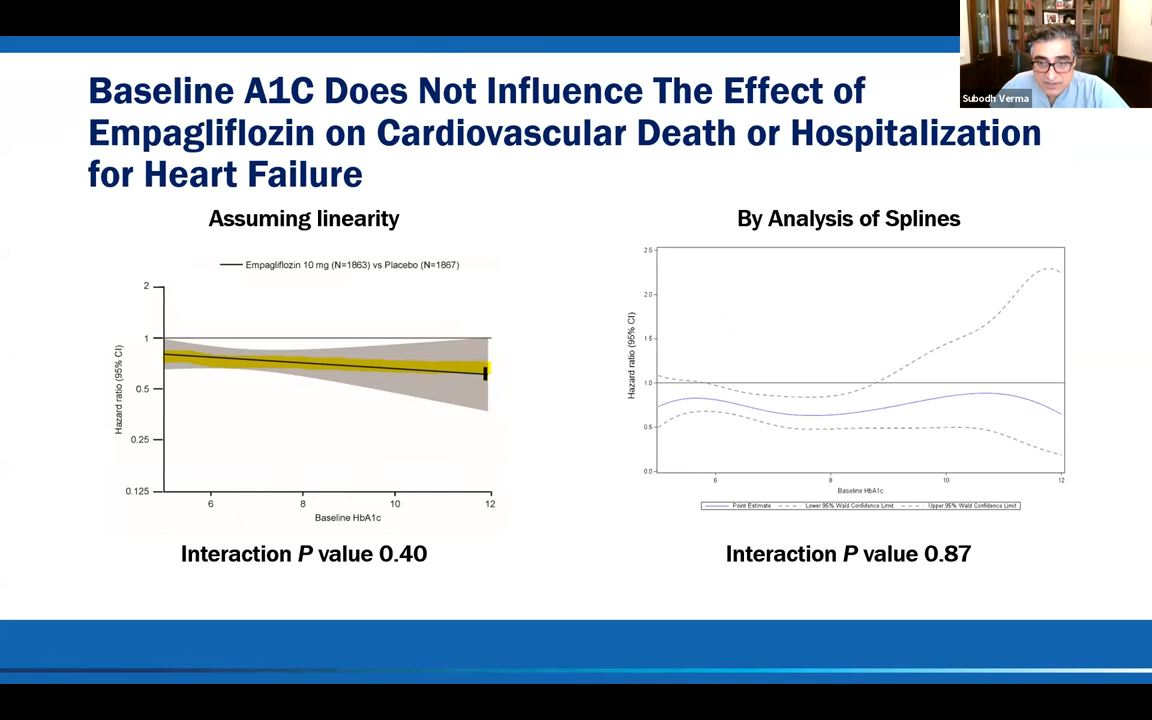 Subodh Verma
Baseline A1C Does Not Influence The Effect of
Empagliflozin on Cardiovascular Death or Hospitalization
for Heart Failure
Assuming linearity
Empagliflozin 10 mg (N=1863) vs Placebo (N=1867)
2
1
0.5
0.25
0.125
Hazard ratio (95% CI)
6 8 10 12
Baseline HbA1c
Interaction P value 0.40
By Analysis of Splines
2.5
2.0
1.5
1.0
0.5
0.0
Hazard ratio (95% CI)
6 8 10 12
Baseline HbA1c
Point Estimate Lower 95% Wald Confidence Limit Upper 95% Wald Confidence Limit
Interaction P value 0.87